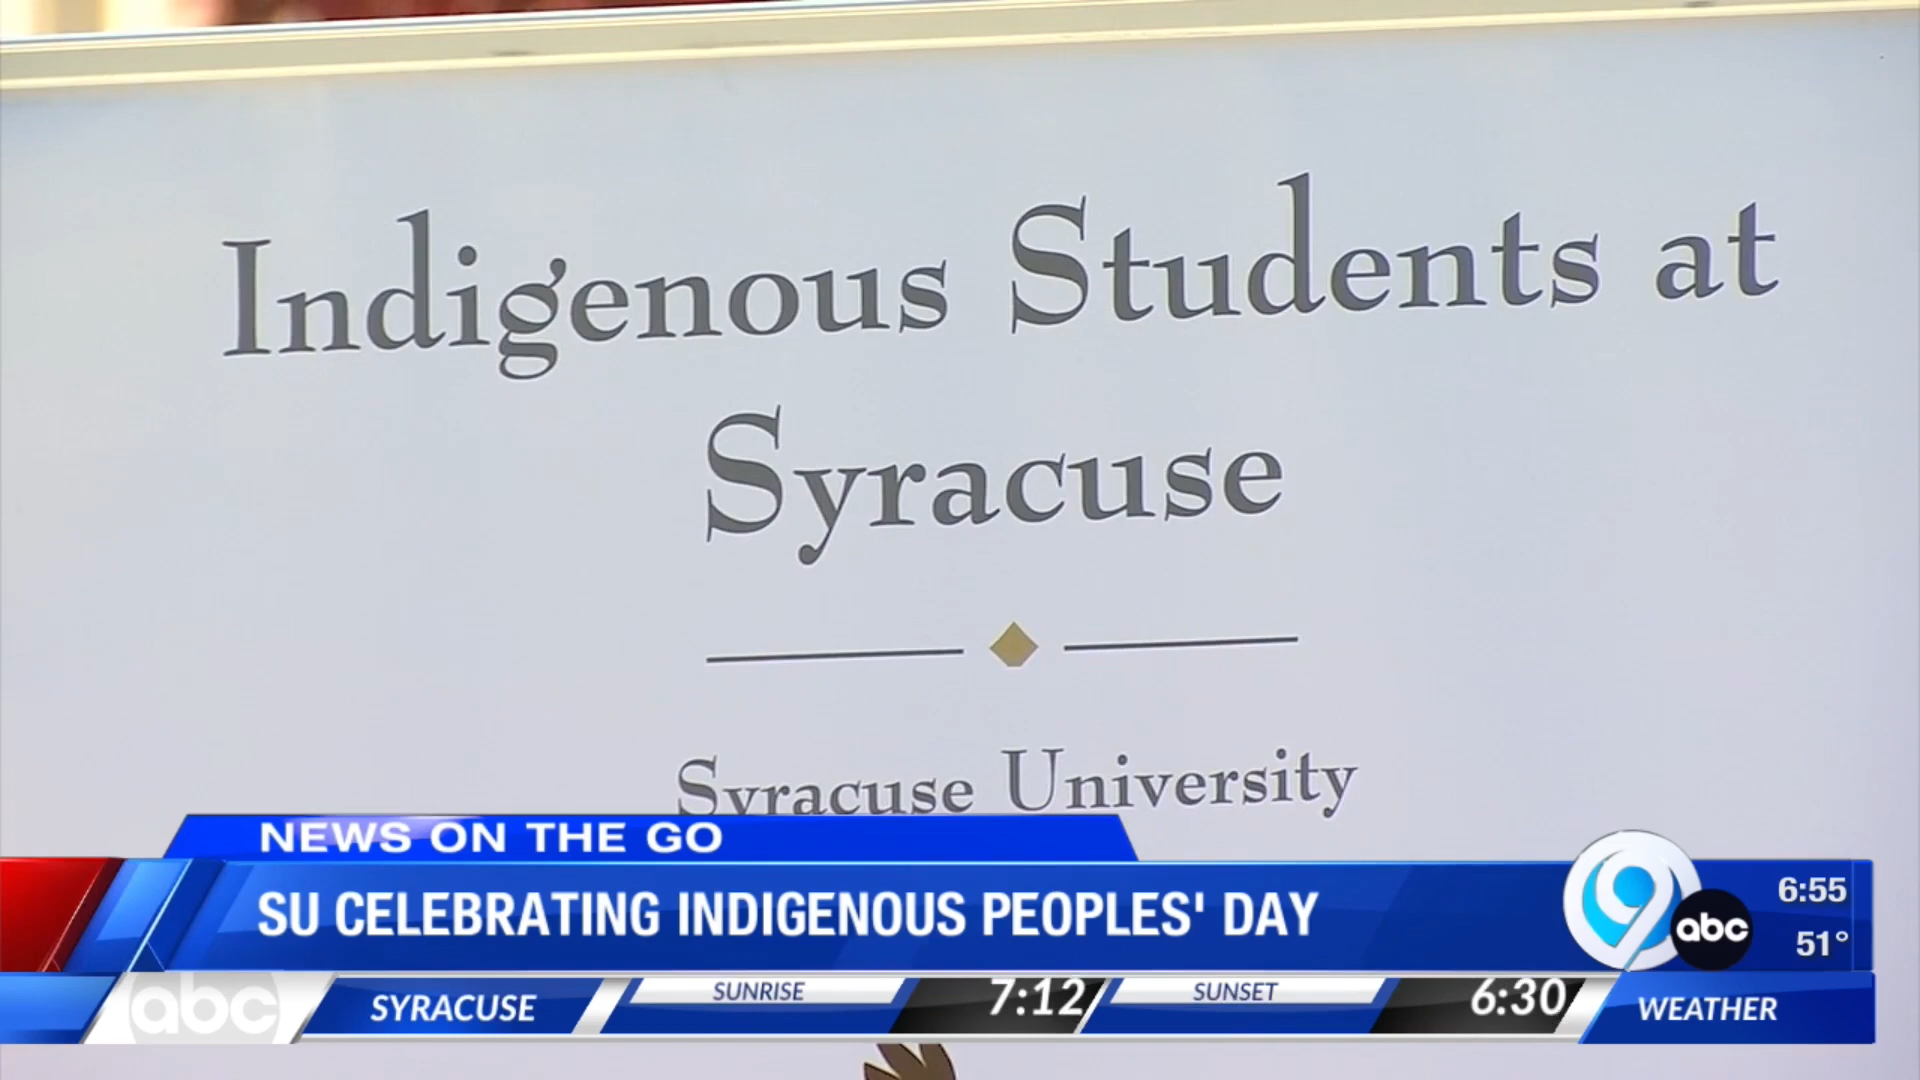 Indigenous Students at
Syracuse
Syracuse University
NEWS ON THE GO
SU CELEBRATING INDIGENOUS PEOPLES' DAY
9
abc
6:55
51°
abc
SYRACUSE
SUNRISE
7:12
SUNSET
6:30
WEATHER